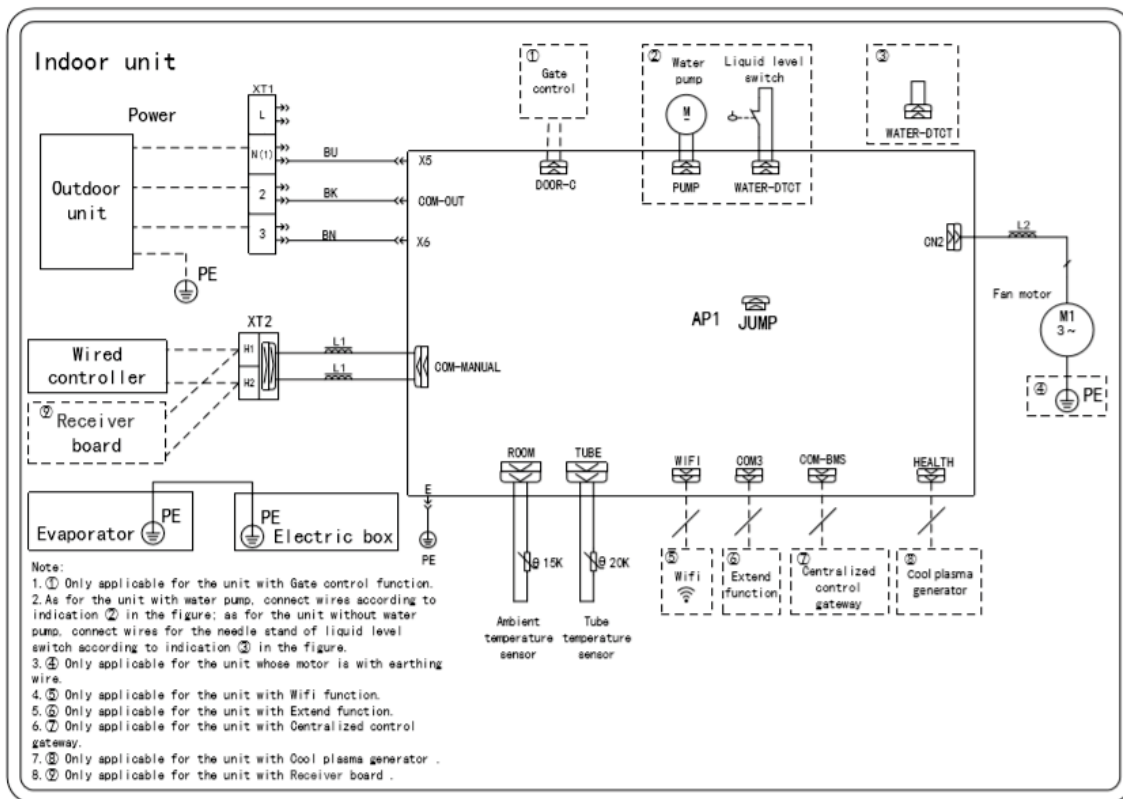 Indoor unit
Power
XT1
L
N(1)
2
3
Outdoor
unit
PE
BU
BK
BN
X5
COM-OUT
X6
①
Gate
control
DOOR-C
②
Water
pump
Liquid level
switch
M
PUMP
WATER-DTCT
③
WATER-DTCT
CN2
L2
Fan motor
M1
3~
④
PE
AP1
JUMP
XT2
H1
H2
L1
L1
COM-MANUAL
Wired
controller
⑨ Receiver
board
Evaporator
PE
PE
Electric box
E
PE
ROOM
TUBE
θ 15K
θ 20K
Ambient
temperature
sensor
Tube
temperature
sensor
WIFI
COM3
COM-BMS
HEALTH
⑤
Wifi
⑥
Extend
function
⑦
Centralized
control
gateway
⑧
Cool plasma
generator
Note:
1. ① Only applicable for the unit with Gate control function.
2. As for the unit with water pump, connect wires according to
indication ② in the figure; as for the unit without water
pump, connect wires for the needle stand of liquid level
switch according to indication ③ in the figure.
3. ④ Only applicable for the unit whose motor is with earthing
wire.
4. ⑤ Only applicable for the unit with Wifi function.
5. ⑥ Only applicable for the unit with Extend function.
6. ⑦ Only applicable for the unit with Centralized control
gateway.
7. ⑧ Only applicable for the unit with Cool plasma generator .
8. ⑨ Only applicable for the unit with Receiver board .